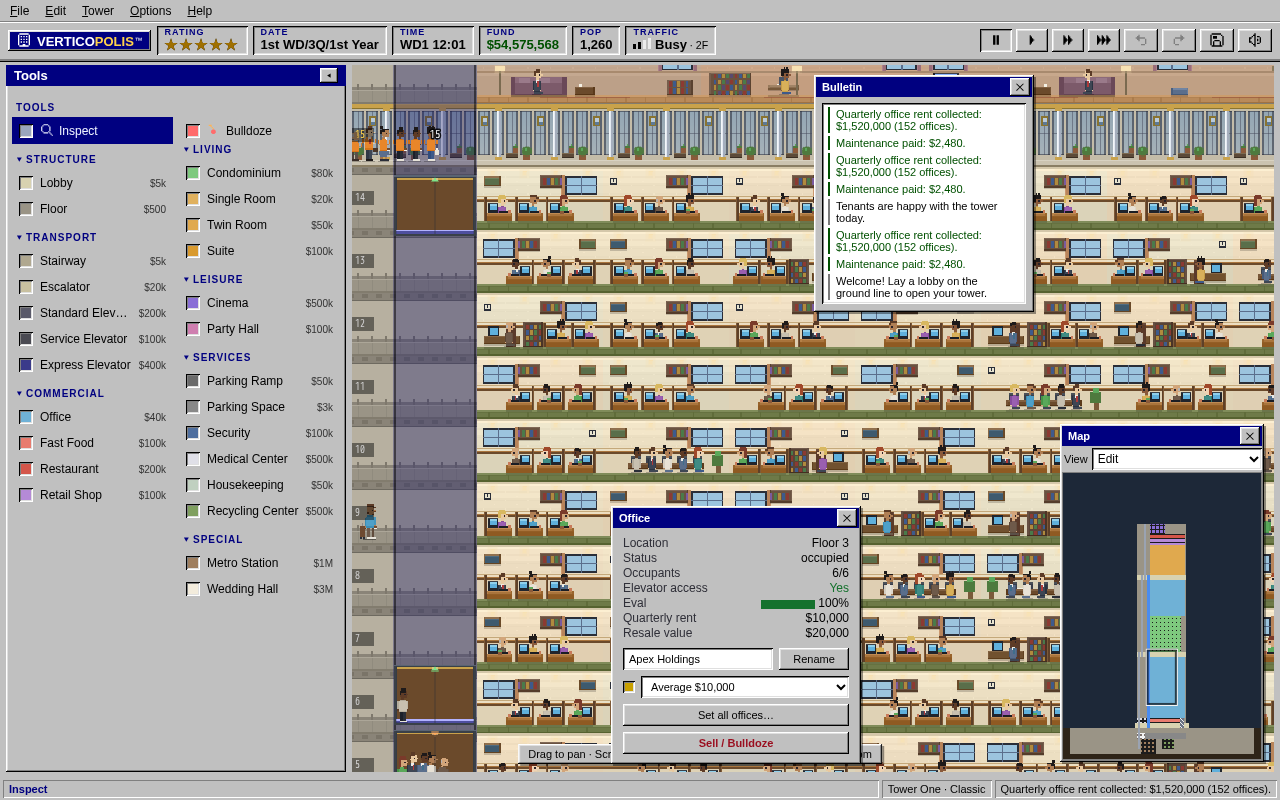 File Edit Tower Options Help
VERTICOPOLIS™
RATING
DATE
1st WD/3Q/1st Year
TIME
WD1 12:01
FUND
$54,575,568
POP
1,260
TRAFFIC
Busy · 2F
Tools
TOOLS
Inspect
Bulldoze
STRUCTURE
Lobby $5k
Floor $500
TRANSPORT
Stairway $5k
Escalator $20k
Standard Elev… $200k
Service Elevator $100k
Express Elevator $400k
COMMERCIAL
Office $40k
Fast Food $100k
Restaurant $200k
Retail Shop $100k
LIVING
Condominium $80k
Single Room $20k
Twin Room $50k
Suite $100k
LEISURE
Cinema $500k
Party Hall $100k
SERVICES
Parking Ramp $50k
Parking Space $3k
Security $100k
Medical Center $500k
Housekeeping $50k
Recycling Center $500k
SPECIAL
Metro Station $1M
Wedding Hall $3M
15
15
14
13
12
11
10
9
8
7
6
5
Bulletin
Quarterly office rent collected:
$1,520,000 (152 offices).
Maintenance paid: $2,480.
Quarterly office rent collected:
$1,520,000 (152 offices).
Maintenance paid: $2,480.
Tenants are happy with the tower
today.
Quarterly office rent collected:
$1,520,000 (152 offices).
Maintenance paid: $2,480.
Welcome! Lay a lobby on the
ground line to open your tower.
Office
Location Floor 3
Status occupied
Occupants 6/6
Elevator access Yes
Eval 100%
Quarterly rent $10,000
Resale value $20,000
Apex Holdings
Rename
Average $10,000
Set all offices…
Sell / Bulldoze
Drag to pan · Scr
om
Map
View Edit
Inspect
Tower One · Classic
Quarterly office rent collected: $1,520,000 (152 offices).